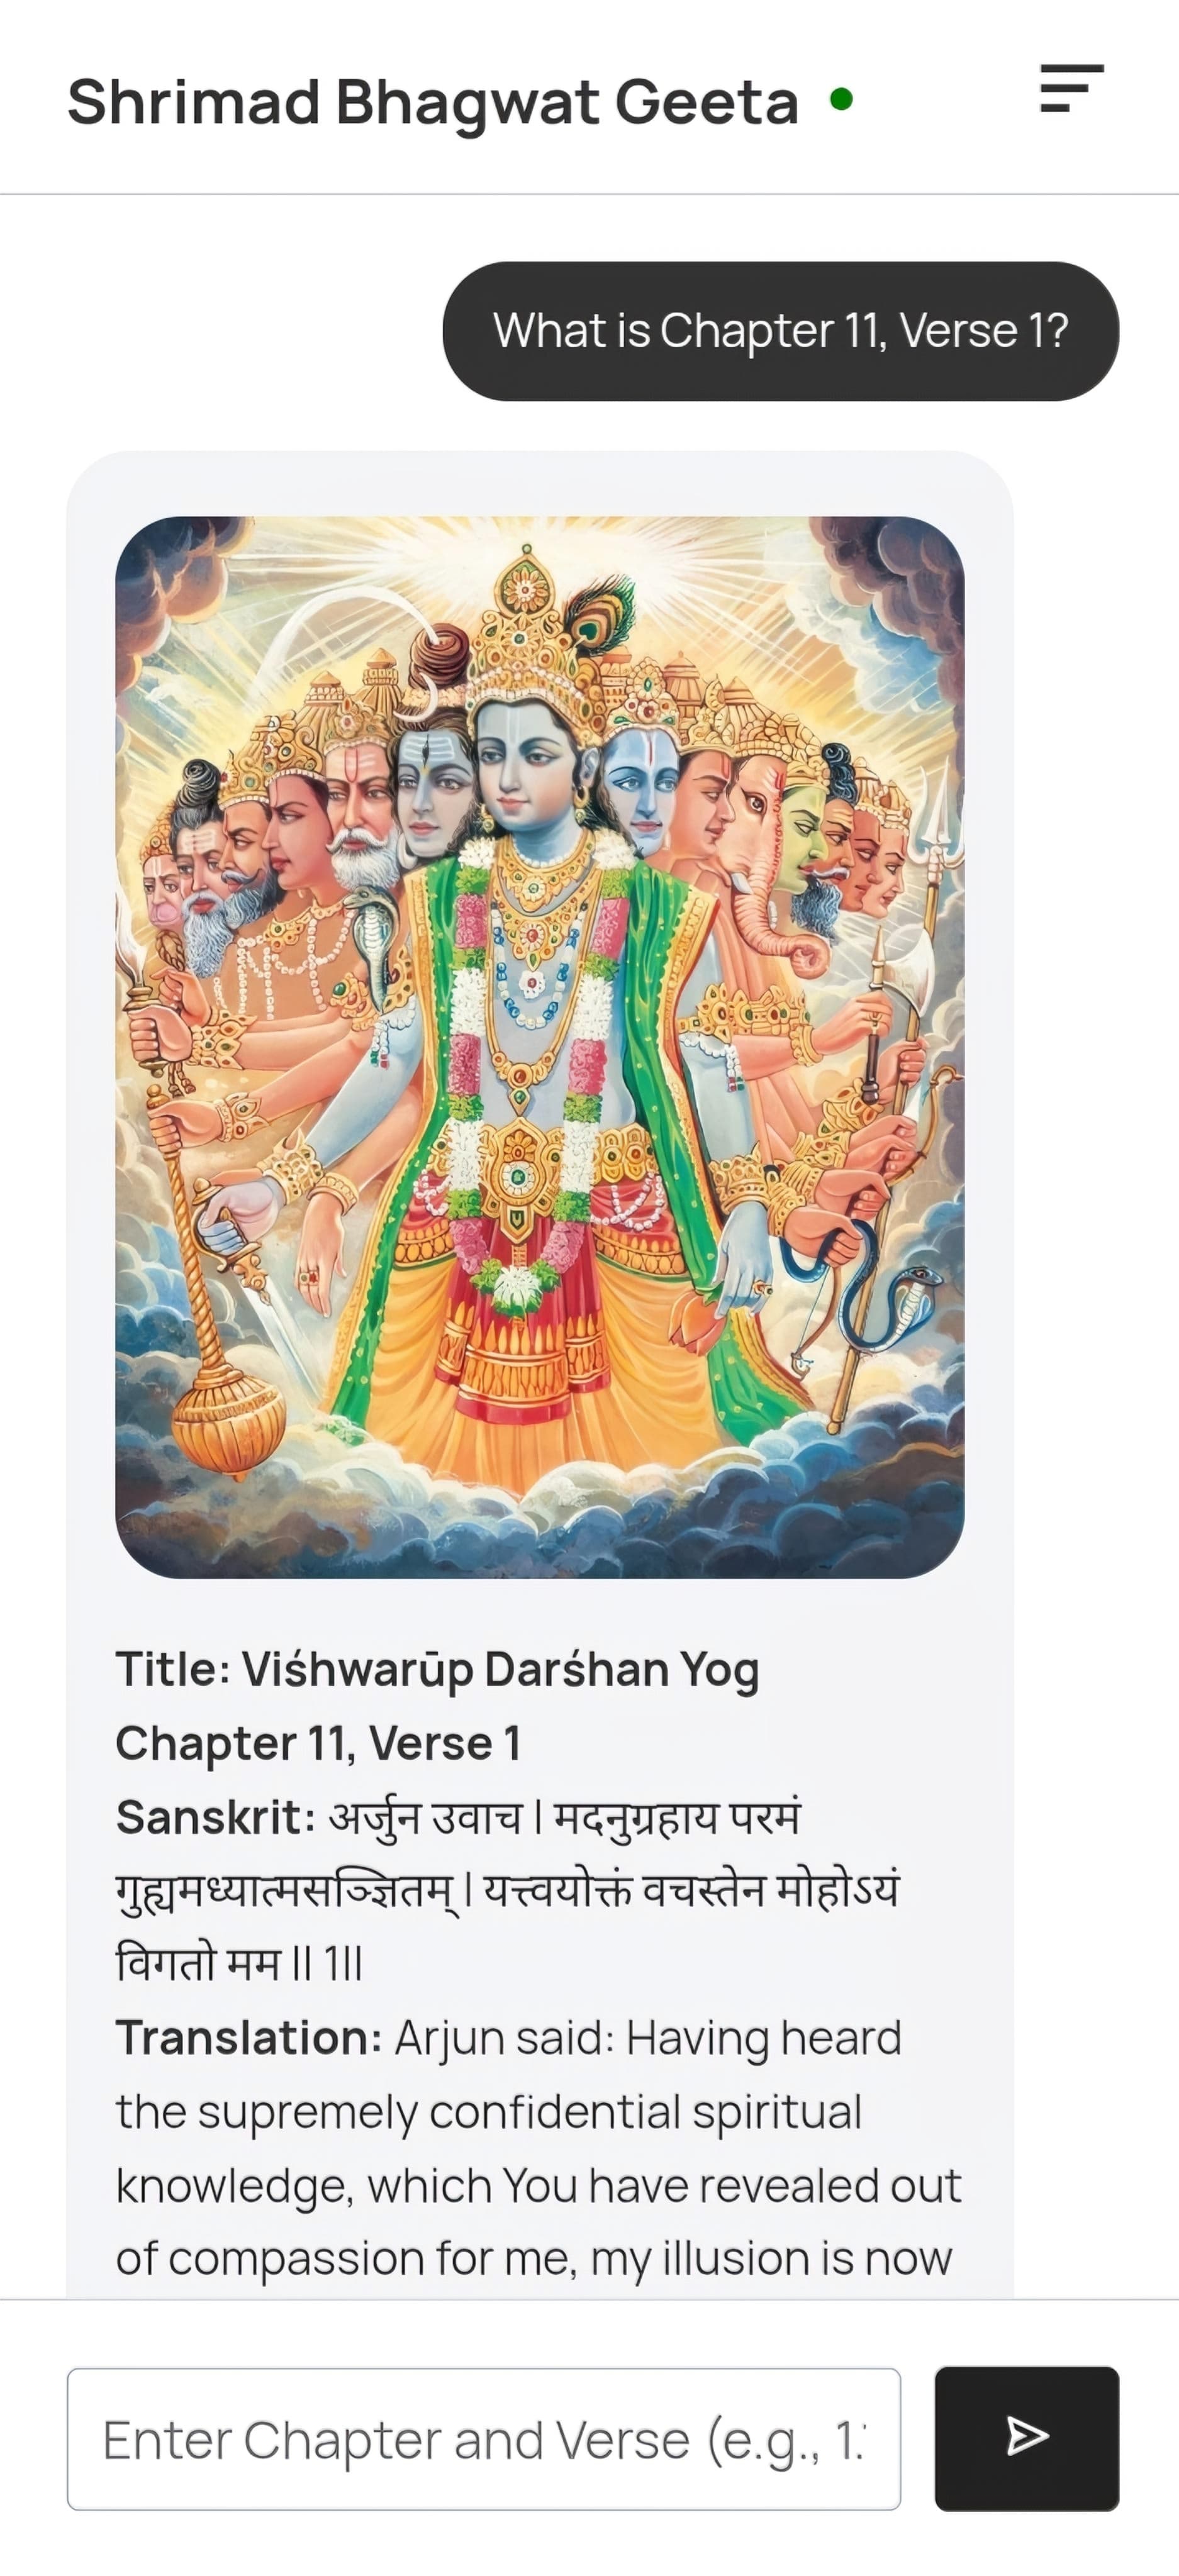 Shrimad Bhagwat Geeta
What is Chapter 11, Verse 1?
Title: Viśhwarūp Darśhan Yog
Chapter 11, Verse 1
Sanskrit: अर्जुन उवाच | मदनुग्रहाय परमं
गुह्यमध्यात्मसञ्ज्ञितम् | यत्त्वयोक्तं वचस्तेन मोहोऽयं
विगतो मम || 1||
Translation: Arjun said: Having heard
the supremely confidential spiritual
knowledge, which You have revealed out
of compassion for me, my illusion is now
Enter Chapter and Verse (e.g., 1.